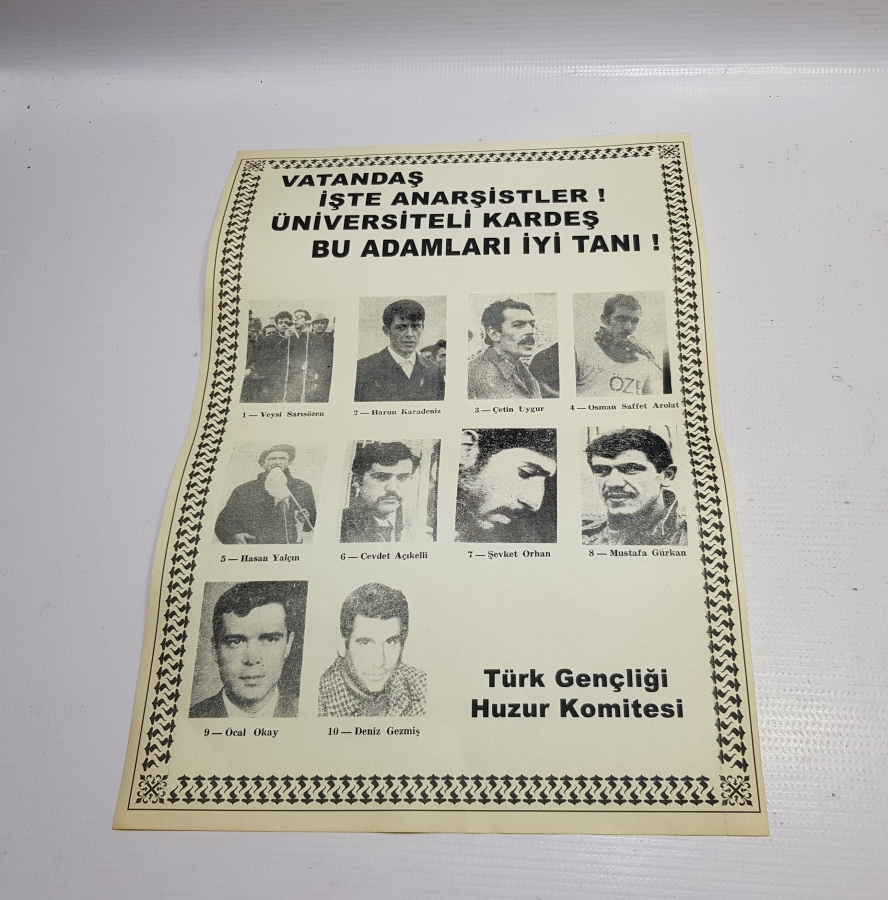 VATANDAŞ
İŞTE ANARŞİSTLER !
ÜNİVERSİTELİ KARDEŞ
BU ADAMLARI İYİ TANI !
ÖZE
1 — Veysi Sarısözen
2 — Harun Karadeniz
3 — Çetin Uygur
4 — Osman Saffet Arolat
5 — Hasan Yalçın
6 — Cevdet Açıkelli
7 — Şevket Orhan
8 — Mustafa Gürkan
9 — Öcal Okay
10 — Deniz Gezmiş
Türk Gençliği
Huzur Komitesi